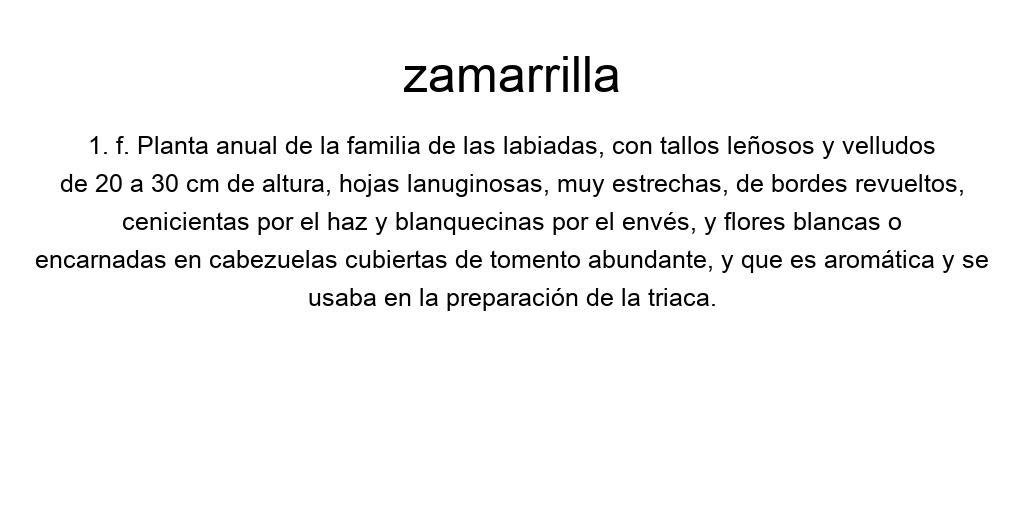 zamarrilla
1. f. Planta anual de la familia de las labiadas, con tallos leñosos y velludos
de 20 a 30 cm de altura, hojas lanuginosas, muy estrechas, de bordes revueltos,
cenicientas por el haz y blanquecinas por el envés, y flores blancas o
encarnadas en cabezuelas cubiertas de tomento abundante, y que es aromática y se
usaba en la preparación de la triaca.